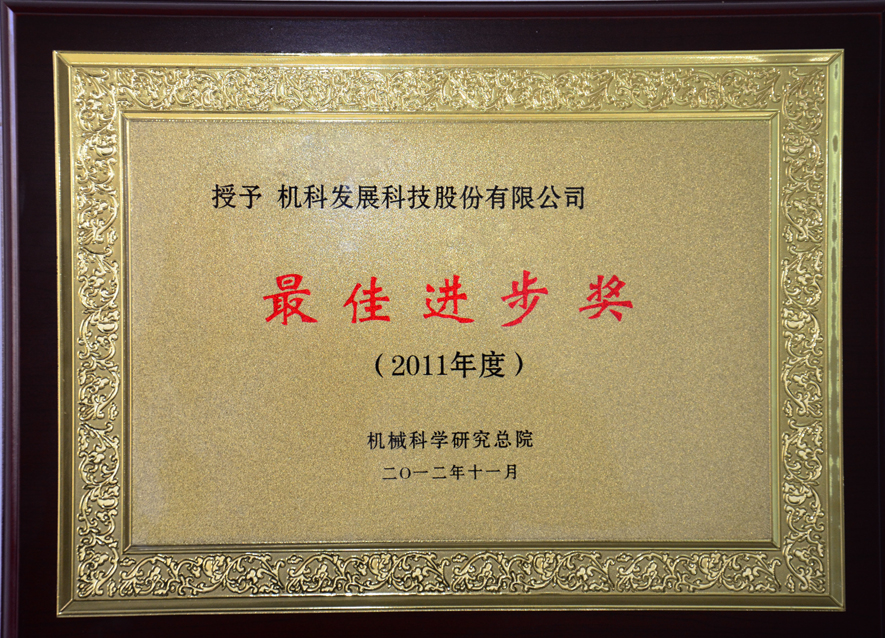 授予 机科发展科技股份有限公司
最佳进步奖
（2011年度）
机械科学研究总院
二〇一二年十一月